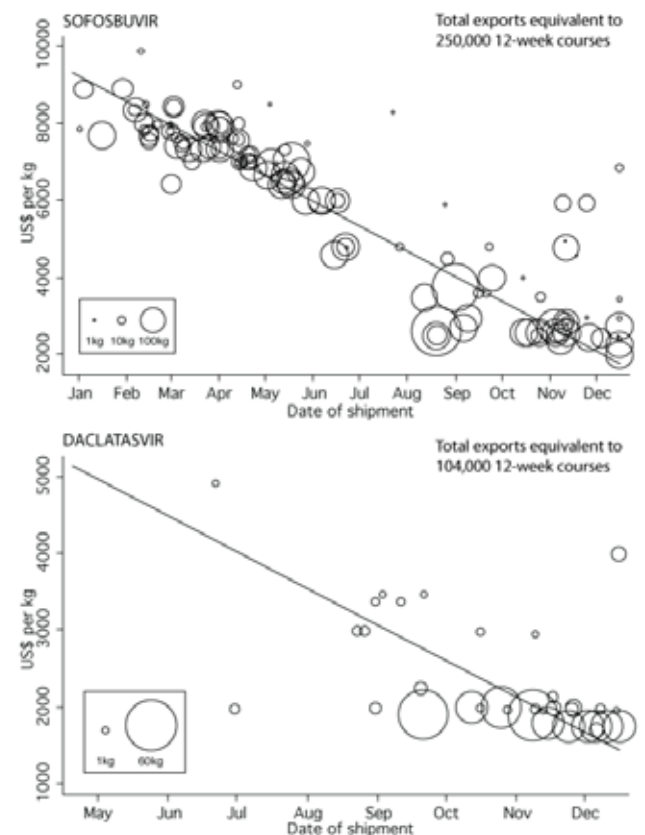 SOFOSBUVIR
Total exports equivalent to
250,000 12-week courses
US$ per kg
10000
8000
6000
4000
2000
1kg 10kg 100kg
Jan Feb Mar Apr May Jun Jul Aug Sep Oct Nov Dec
Date of shipment
DACLATASVIR
Total exports equivalent to
104,000 12-week courses
US$ per kg
5000
4000
3000
2000
1000
1kg 60kg
May Jun Jul Aug Sep Oct Nov Dec
Date of shipment